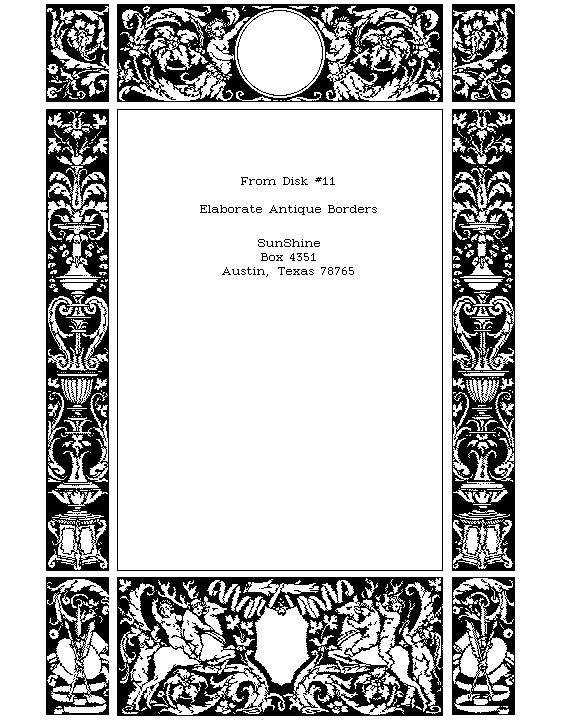 From Disk #11
Elaborate Antique Borders
SunShine
Box 4351
Austin, Texas 78765